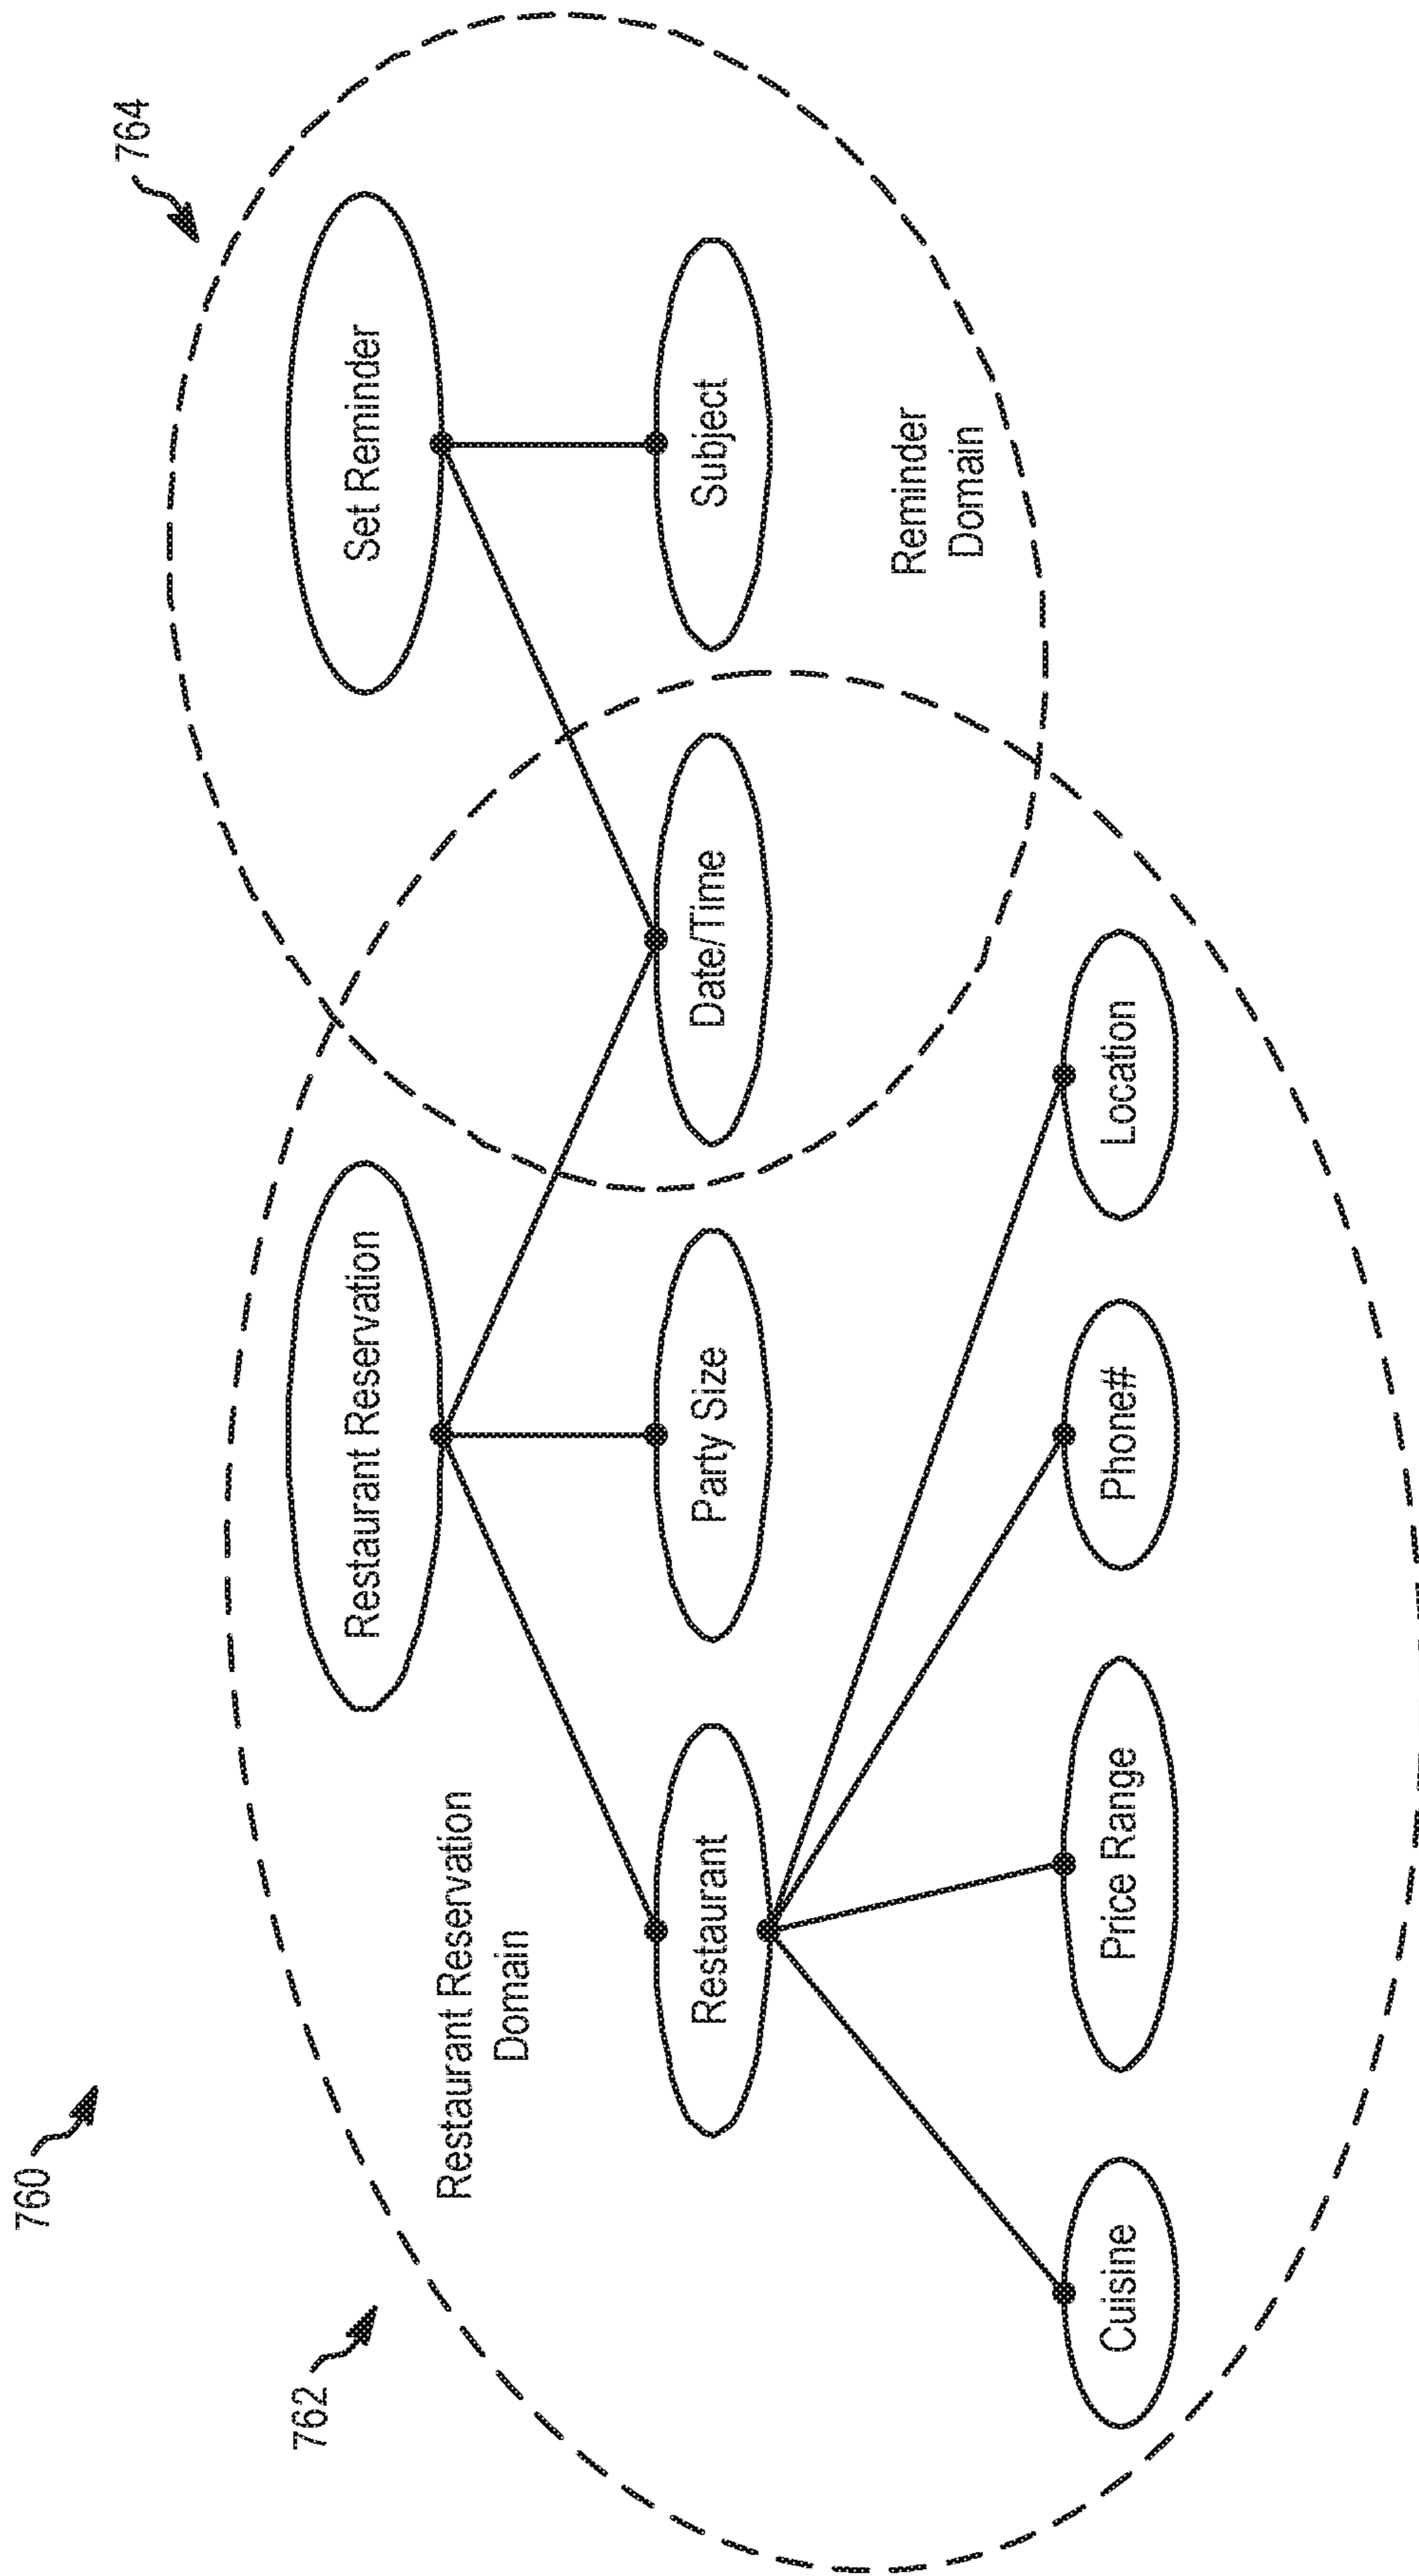 760
762
764
Restaurant Reservation
Set Reminder
Restaurant Reservation
Domain
Restaurant
Party Size
Date/Time
Subject
Reminder
Domain
Cuisine
Price Range
Phone#
Location